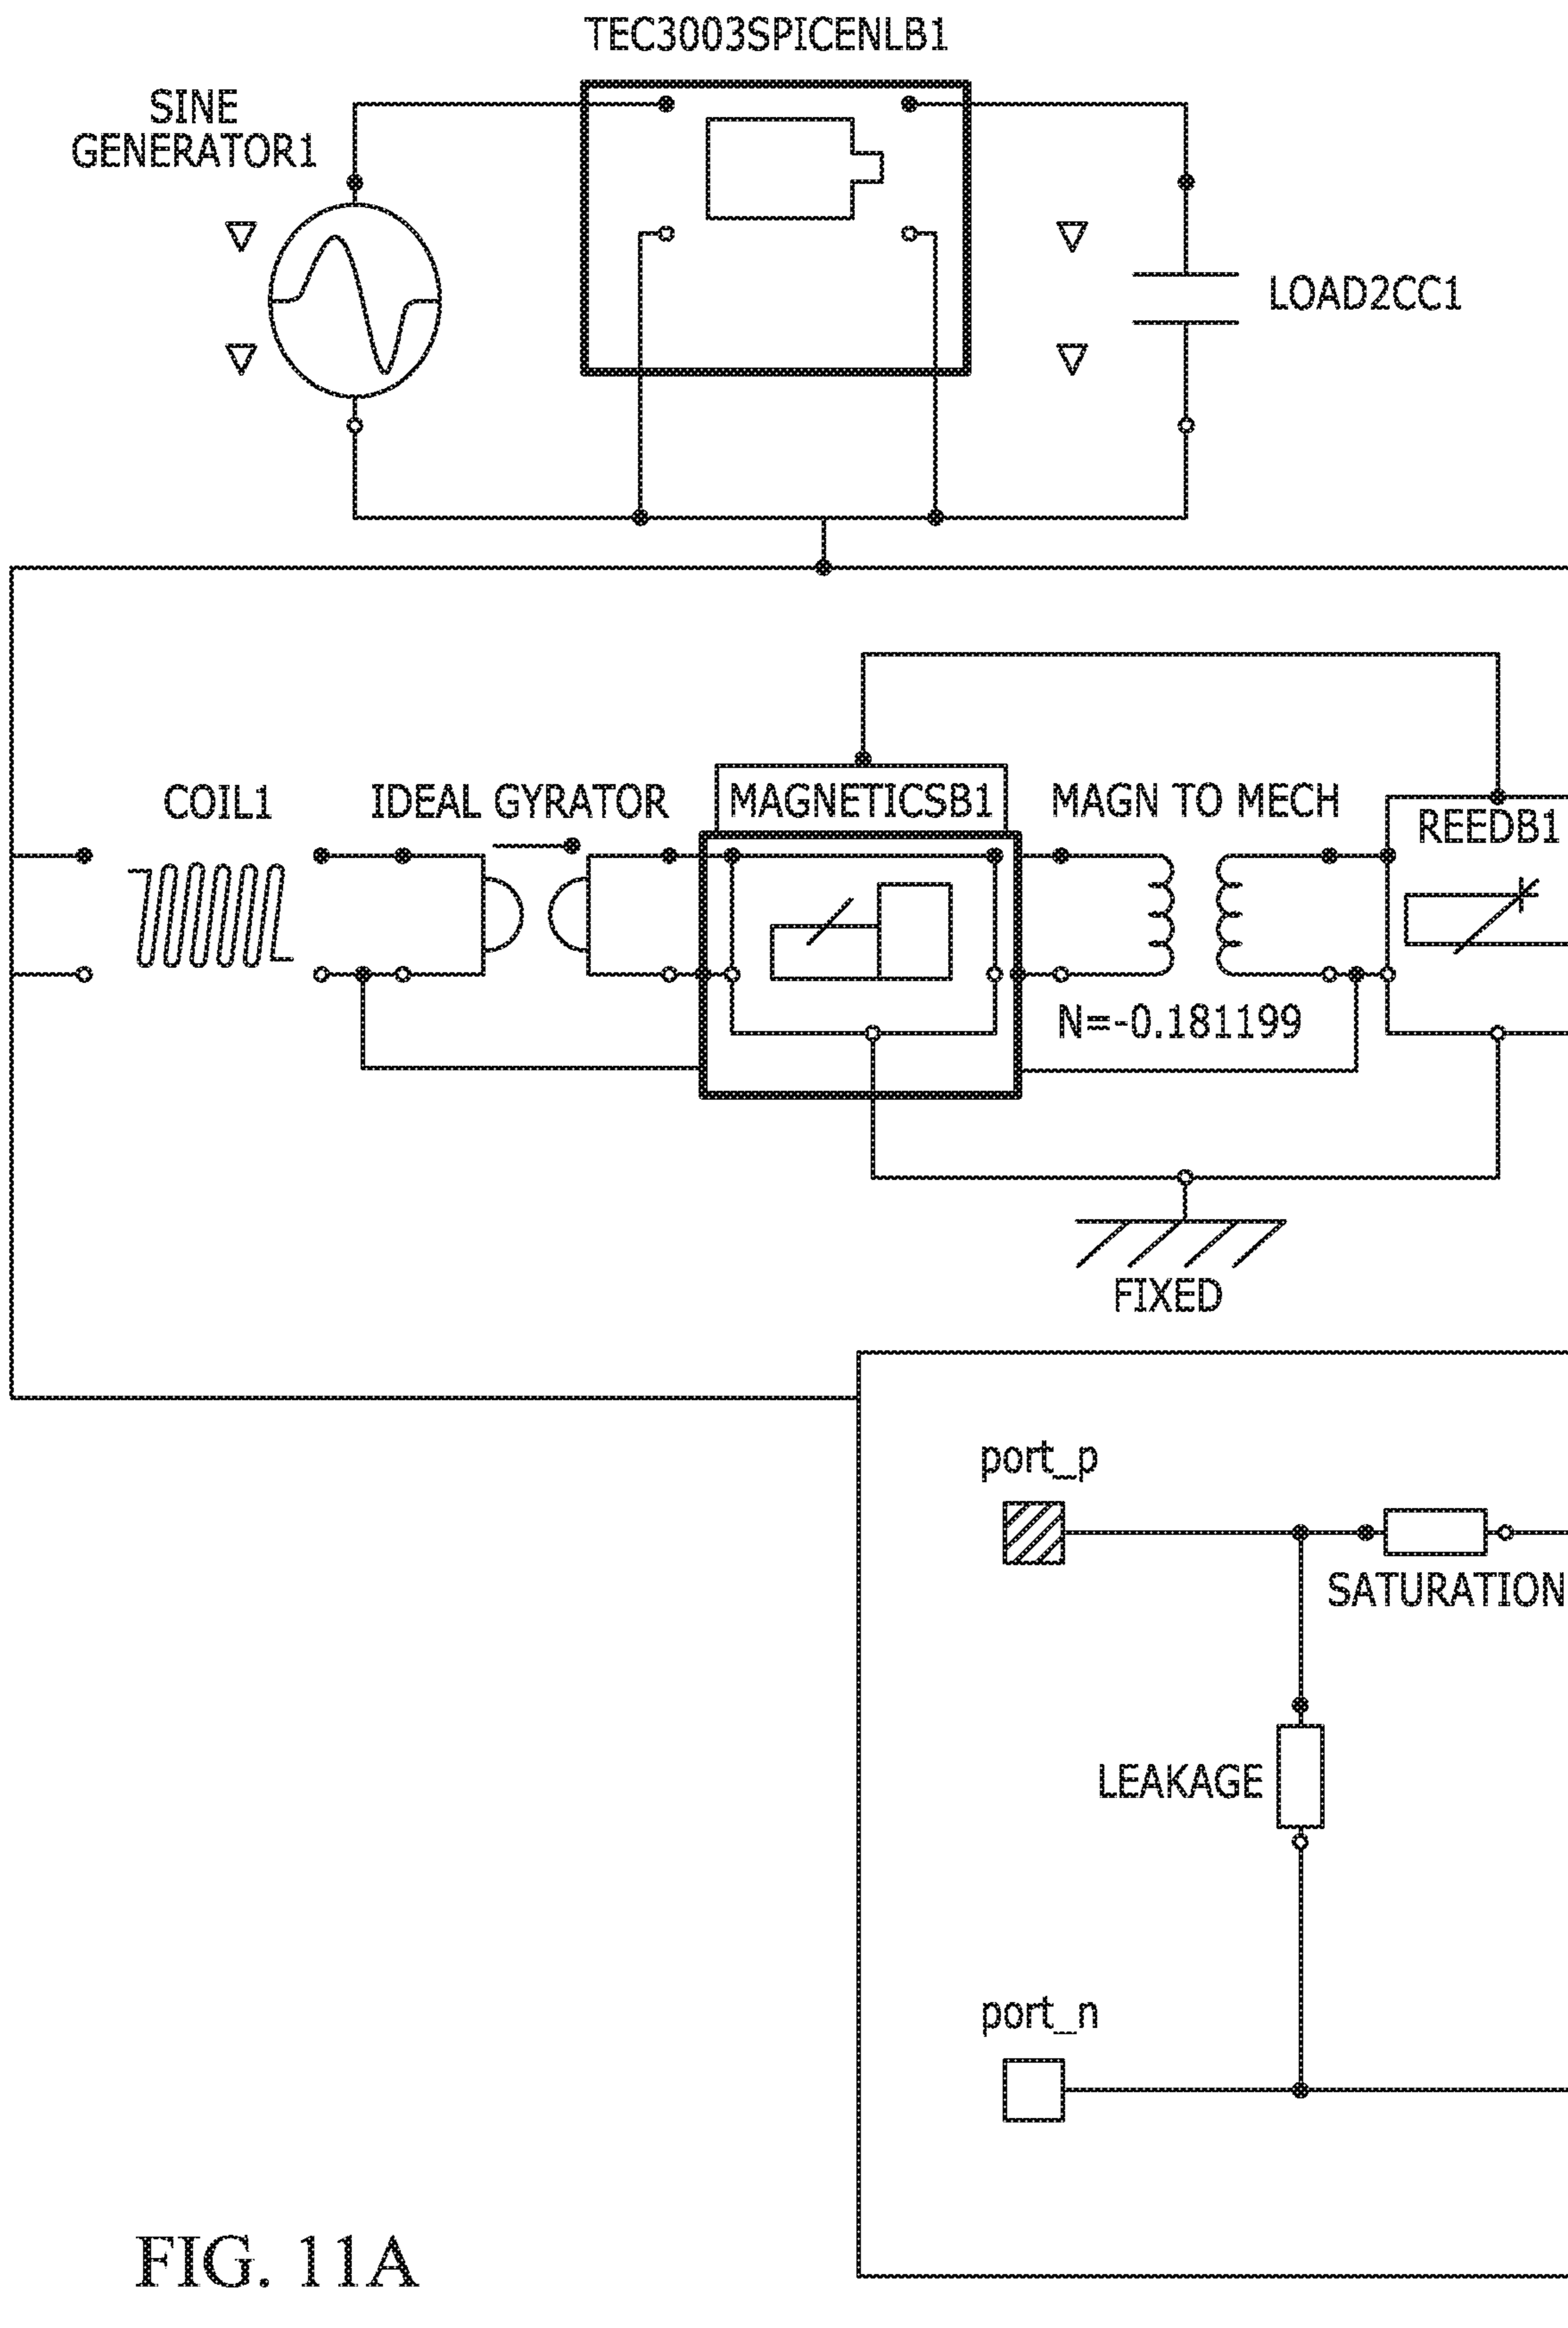 TEC3003SPICENLB1
SINE
GENERATOR1
LOAD2CC1
COIL1
IDEAL GYRATOR
MAGNETICSB1
MAGN TO MECH
REEDB1
N=-0.181199
FIXED
port_p
SATURATION
LEAKAGE
port_n
FIG. 11A